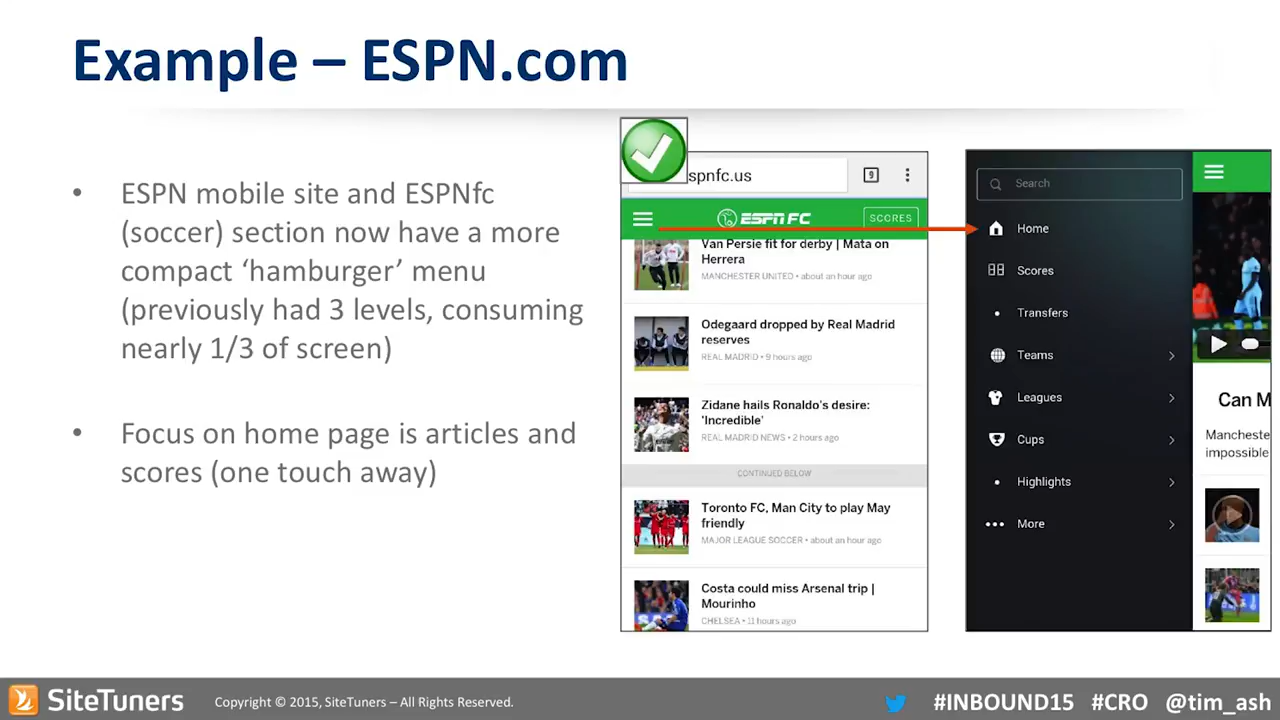 Example – ESPN.com
• ESPN mobile site and ESPNfc
(soccer) section now have a more
compact ‘hamburger’ menu
(previously had 3 levels, consuming
nearly 1/3 of screen)
• Focus on home page is articles and
scores (one touch away)
spnfc.us
9
ESPN FC
SCORES
Van Persie fit for derby | Mata on
Herrera
MANCHESTER UNITED • about an hour ago
Odegaard dropped by Real Madrid
reserves
REAL MADRID • 9 hours ago
Zidane hails Ronaldo's desire:
'Incredible'
REAL MADRID NEWS • 2 hours ago
CONTINUED BELOW
Toronto FC, Man City to play May
friendly
MAJOR LEAGUE SOCCER • about an hour ago
Costa could miss Arsenal trip |
Mourinho
CHELSEA • 11 hours ago
Search
Home
Scores
• Transfers
Teams
Leagues
Cups
• Highlights
More
Can M
Mancheste
impossible
SiteTuners
Copyright © 2015, SiteTuners – All Rights Reserved.
#INBOUND15 #CRO @tim_ash